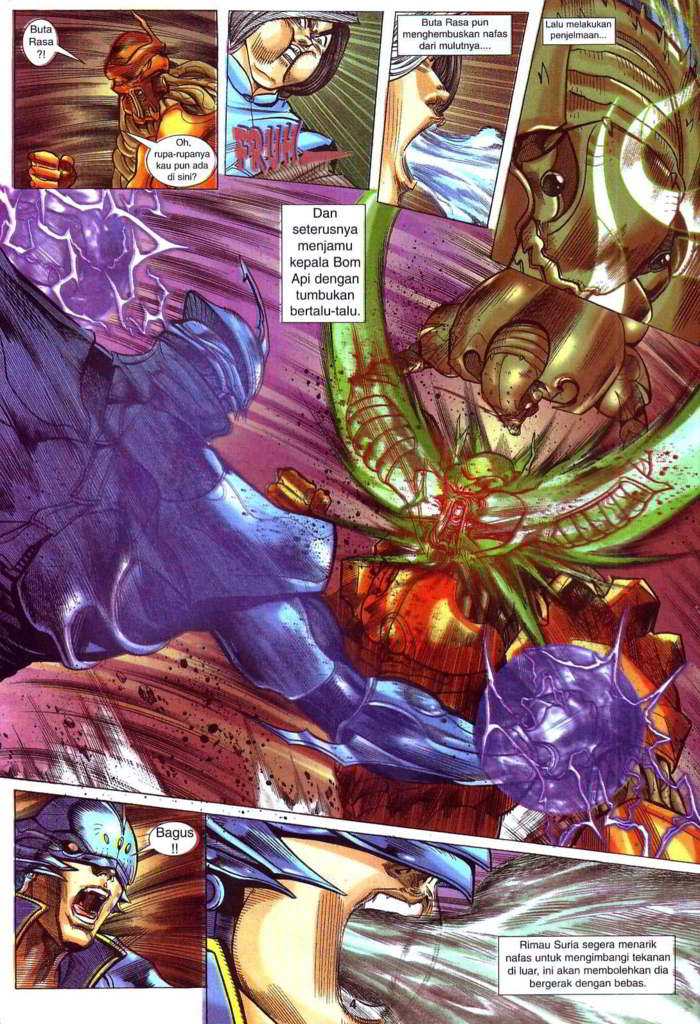 Buta
Rasa
?!
Oh,
rupa-rupanya
kau pun ada
di sini?
FRUH
Buta Rasa pun
menghembuskan nafas
dari mulutnya....
Lalu melakukan
penjelmaan...
Dan
seterusnya
menjamu
kepala Bom
Api dengan
tumbukan
bertalu-talu.
Bagus
!!
Rimau Suria segera menarik
nafas untuk mengimbangi tekanan
di luar, ini akan membolehkan dia
bergerak dengan bebas.
4